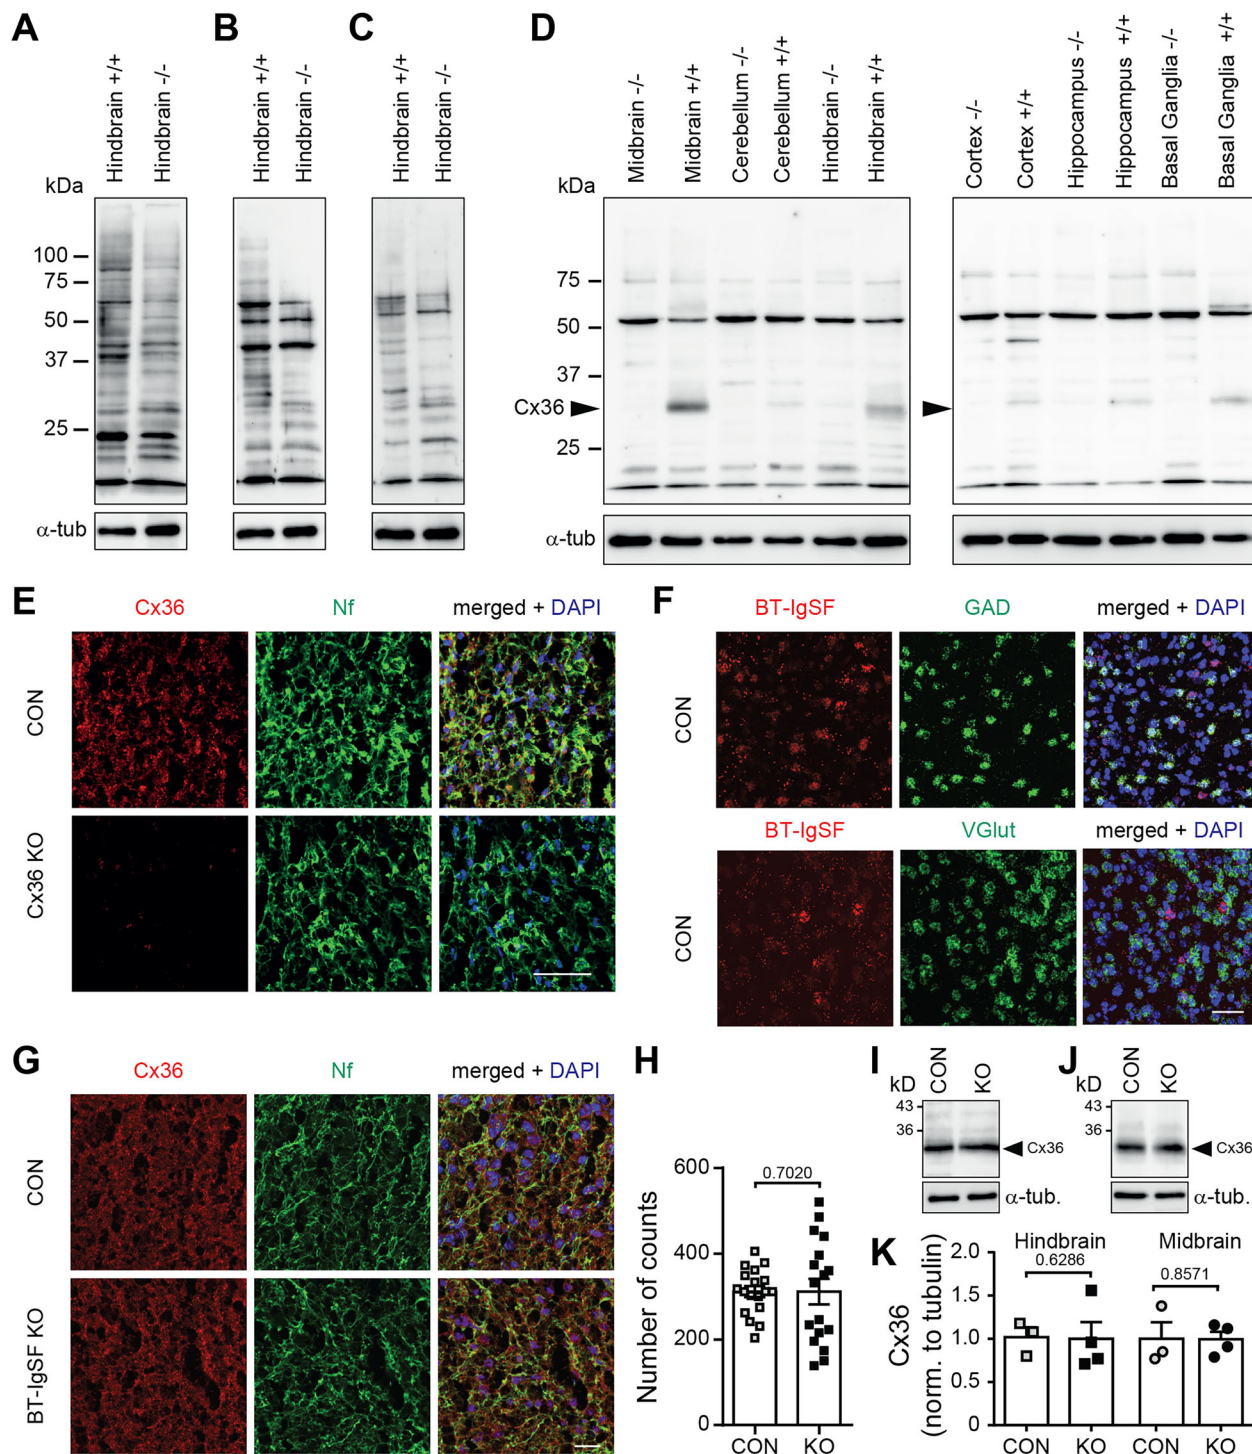 A
B
C
D
Hindbrain +/+
Hindbrain -/-
Hindbrain +/+
Hindbrain -/-
Hindbrain +/+
Hindbrain -/-
Midbrain -/-
Midbrain +/+
Cerebellum -/-
Cerebellum +/+
Hindbrain -/-
Hindbrain +/+
Cortex -/-
Cortex +/+
Hippocampus -/-
Hippocampus +/+
Basal Ganglia -/-
Basal Ganglia +/+
kDa
100
75
50
37
25
α-tub
kDa
75
50
37
Cx36
25
α-tub
E
Cx36
Nf
merged + DAPI
CON
Cx36 KO
F
BT-IgSF
GAD
merged + DAPI
CON
BT-IgSF
VGlut
merged + DAPI
CON
G
Cx36
Nf
merged + DAPI
CON
BT-IgSF KO
H
Number of counts
600
400
200
0
0.7020
CON
KO
I
kD
CON
KO
43
36
Cx36
α-tub.
J
kD
CON
KO
43
36
Cx36
α-tub.
K
Cx36
(norm. to tubulin)
2.0
1.5
1.0
0.5
0
Hindbrain
Midbrain
0.6286
0.8571
CON
KO
CON
KO